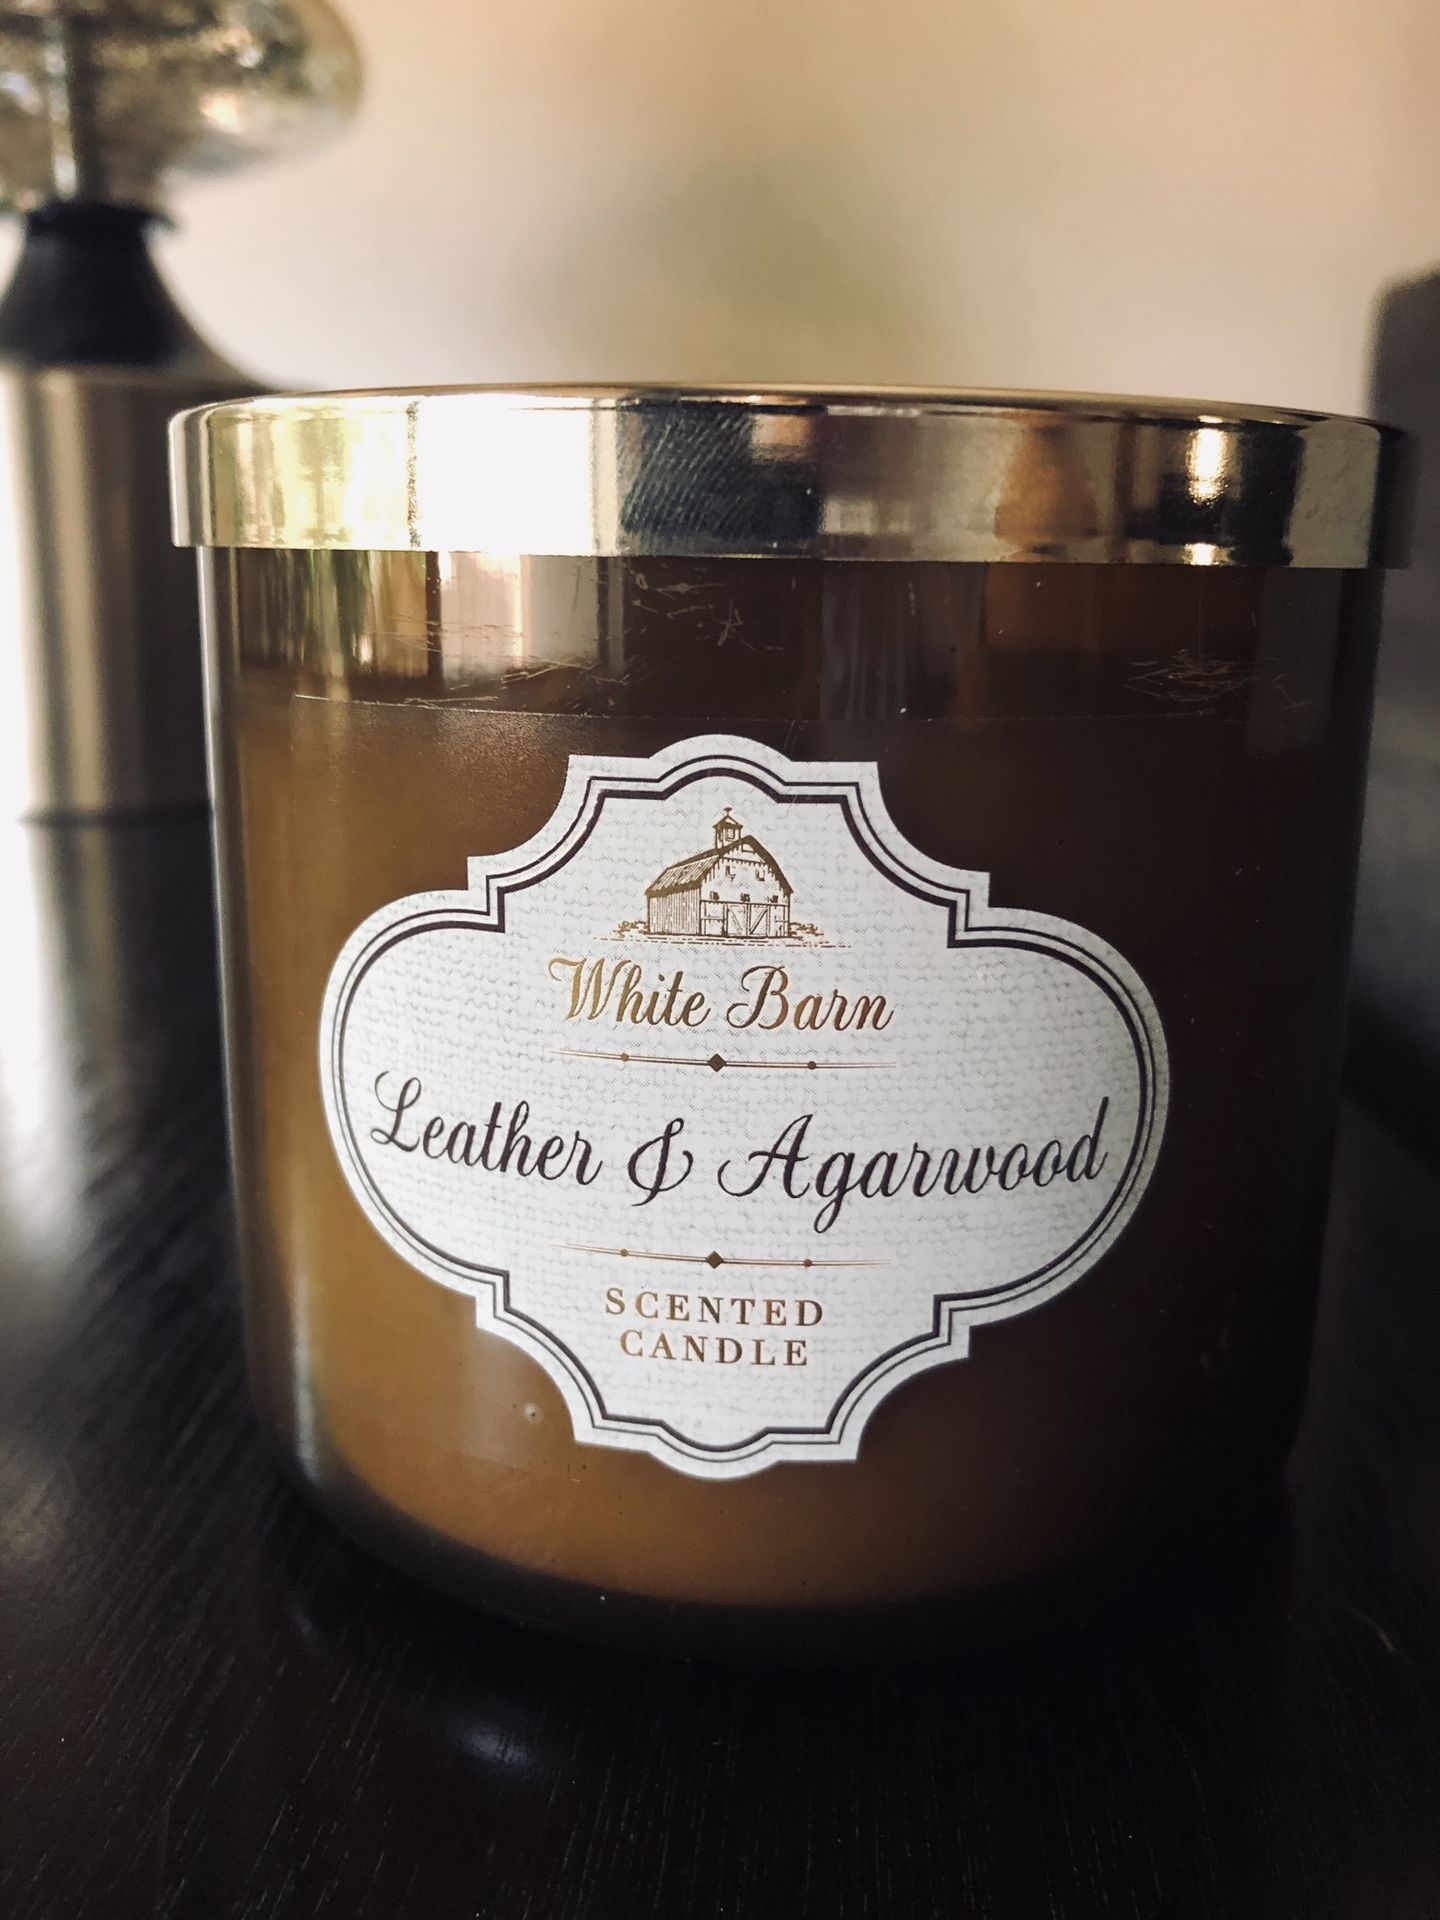 White Barn
Leather & Agarwood
SCENTED
CANDLE